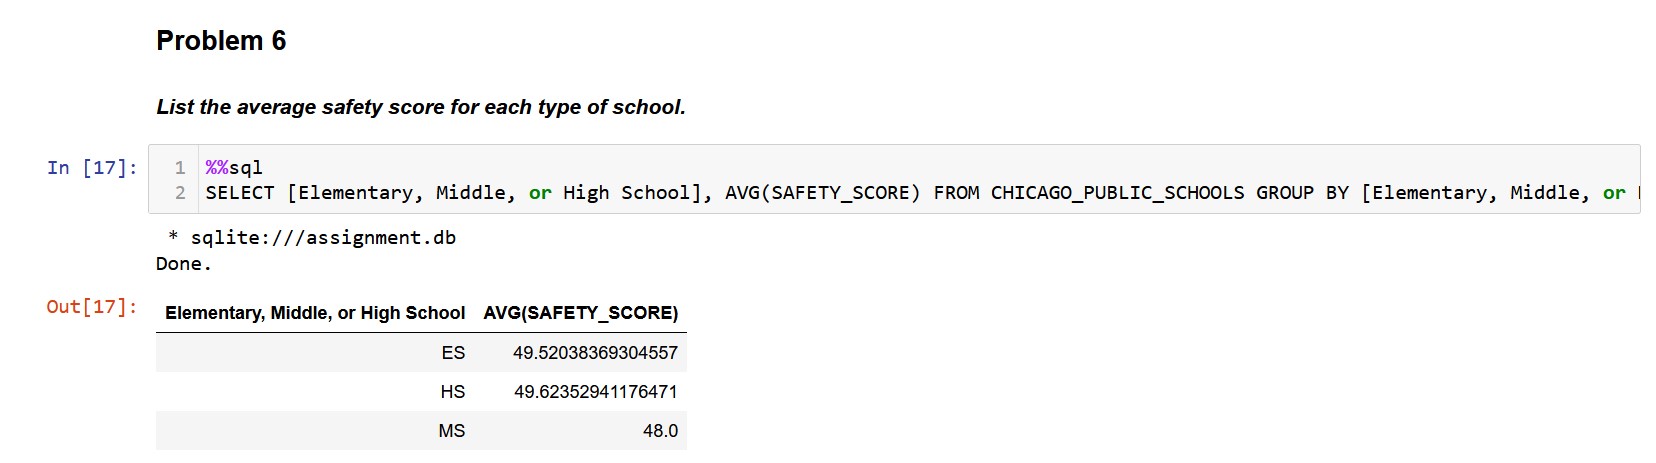 Problem 6
List the average safety score for each type of school.
In [17]:
1 %%sql
2 SELECT [Elementary, Middle, or High School], AVG(SAFETY_SCORE) FROM CHICAGO_PUBLIC_SCHOOLS GROUP BY [Elementary, Middle, or
* sqlite:///assignment.db
Done.
Out[17]:
Elementary, Middle, or High School AVG(SAFETY_SCORE)
ES 49.52038369304557
HS 49.62352941176471
MS 48.0